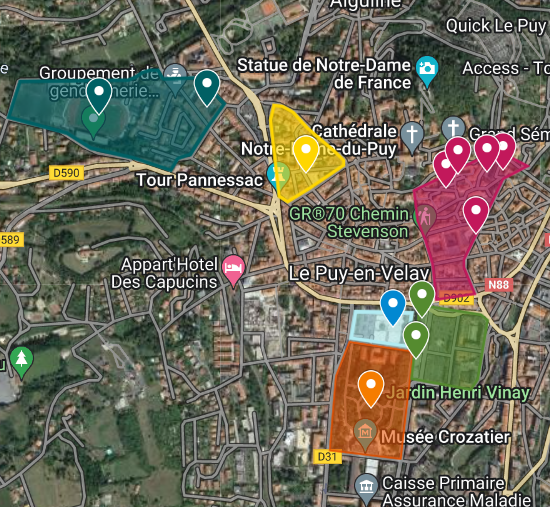 Aiguille
Quick Le Puy
Statue de Notre-Dame
de France
Access - To
e
Groupement de
gendarmerie...
Cathédrale
Notre-Dame-du-Puy
Grand Sém
D590
Tour Pannessac
GR®70 Chemin
Stevenson
589
Appart'Hotel
Des Capucins
Le Puy-en-Velay
N88
D902
Jardin Henri Vinay
Musée Crozatier
D31
Caisse Primaire
Assurance Maladie